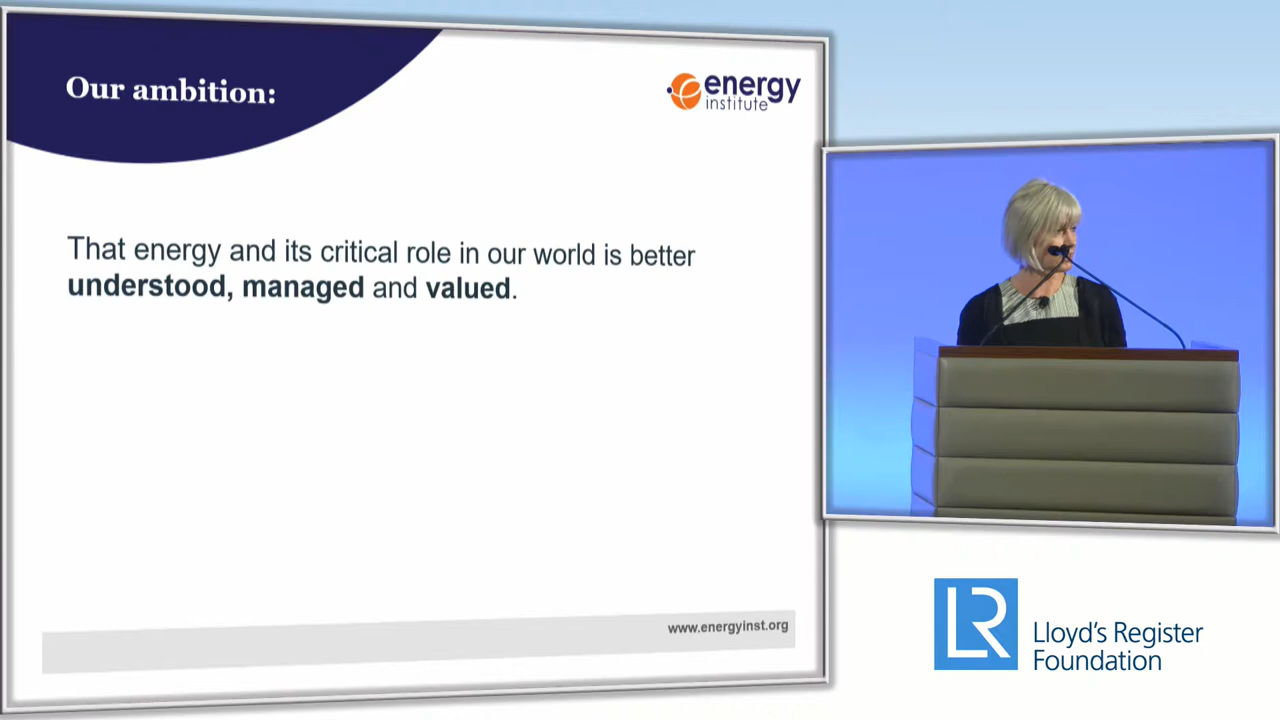 Our ambition:
energy
institute
That energy and its critical role in our world is better
understood, managed and valued.
www.energyinst.org
LR
Lloyd's Register
Foundation